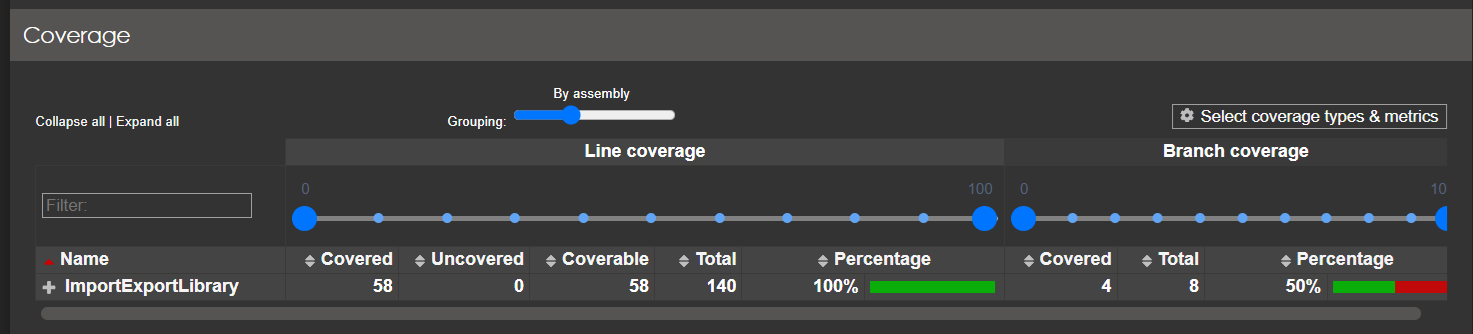 Coverage
By assembly
Collapse all | Expand all
Grouping:
Select coverage types & metrics
Line coverage
Branch coverage
0 100 0 10
Filter:
Name Covered Uncovered Coverable Total Percentage Covered Total Percentage
ImportExportLibrary 58 0 58 140 100% 4 8 50%